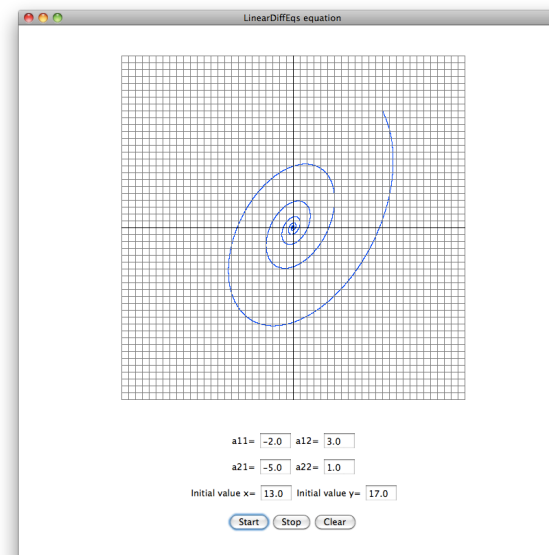 LinearDiffEqs equation
a11= -2.0 a12= 3.0
a21= -5.0 a22= 1.0
Initial value x= 13.0 Initial value y= 17.0
Start Stop Clear